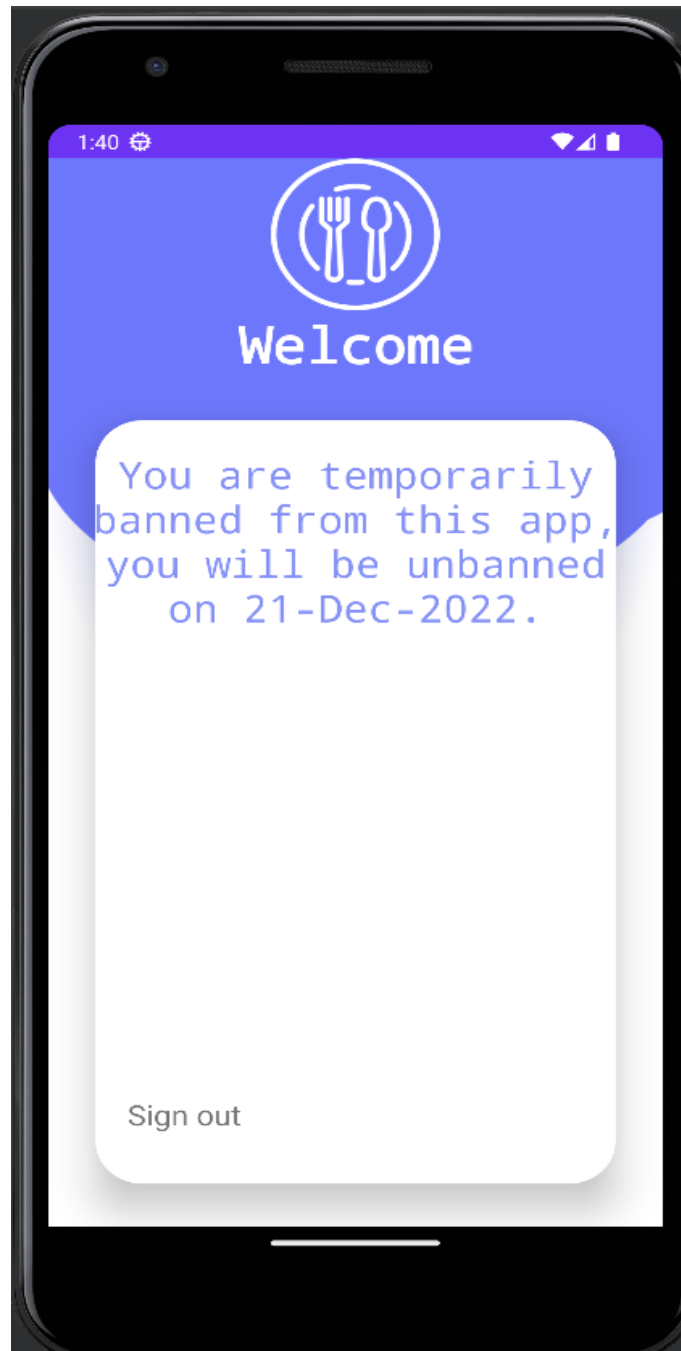 1:40
Welcome
You are temporarily
banned from this app,
you will be unbanned
on 21-Dec-2022.
Sign out